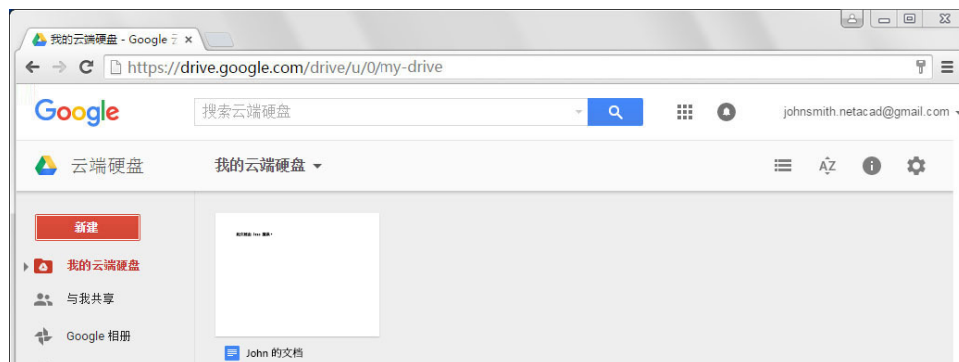 我的云端硬盘 - Google
https://drive.google.com/drive/u/0/my-drive
Google 搜索云端硬盘 johnsmith.netacad@gmail.com
云端硬盘 我的云端硬盘 AZ
新建
我的云端硬盘
与我共享
Google 相册
John 的文档